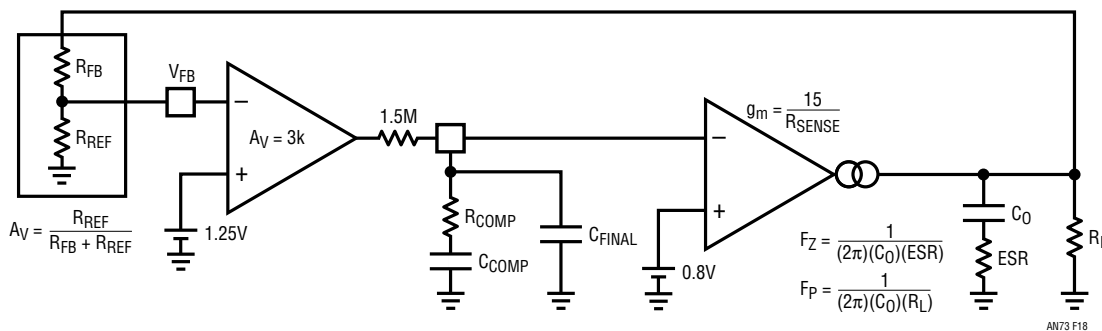 R_FB
R_REF
A_V = R_REF / R_FB + R_REF
V_FB
−
+
A_V = 3k
1.25V
1.5M
R_COMP
C_COMP
C_FINAL
−
+
g_m = 15 / R_SENSE
0.8V
F_Z = 1 / (2π)(C_O)(ESR)
F_P = 1 / (2π)(C_O)(R_L)
C_O
ESR
AN73 F18